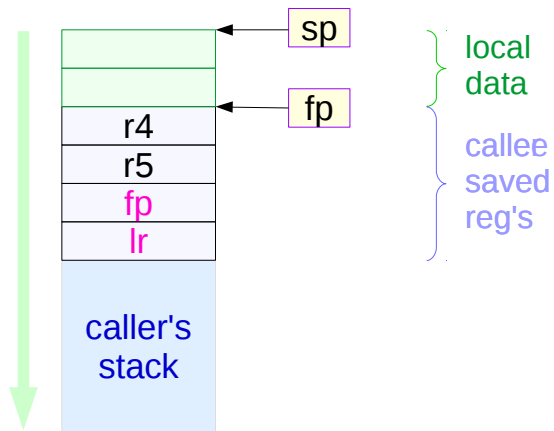 sp
local
data
fp
r4
r5
fp
lr
callee
saved
reg's
caller's
stack